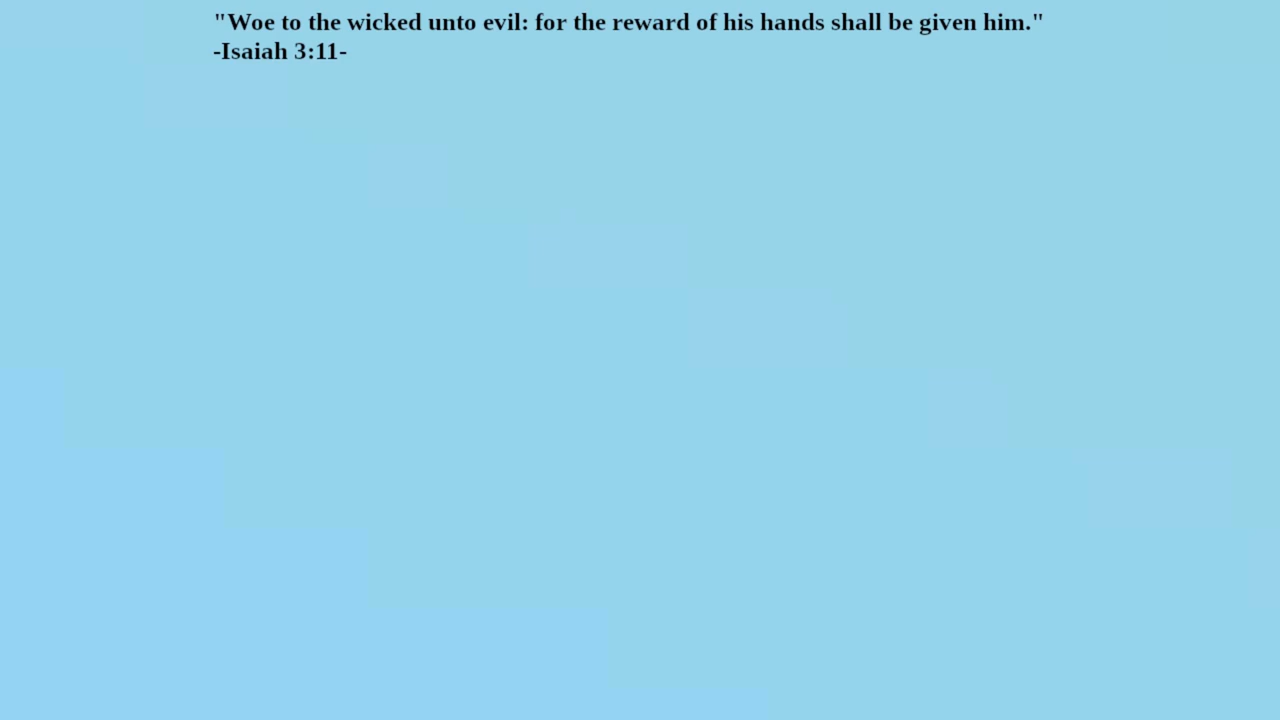 "Woe to the wicked unto evil: for the reward of his hands shall be given him."
-Isaiah 3:11-